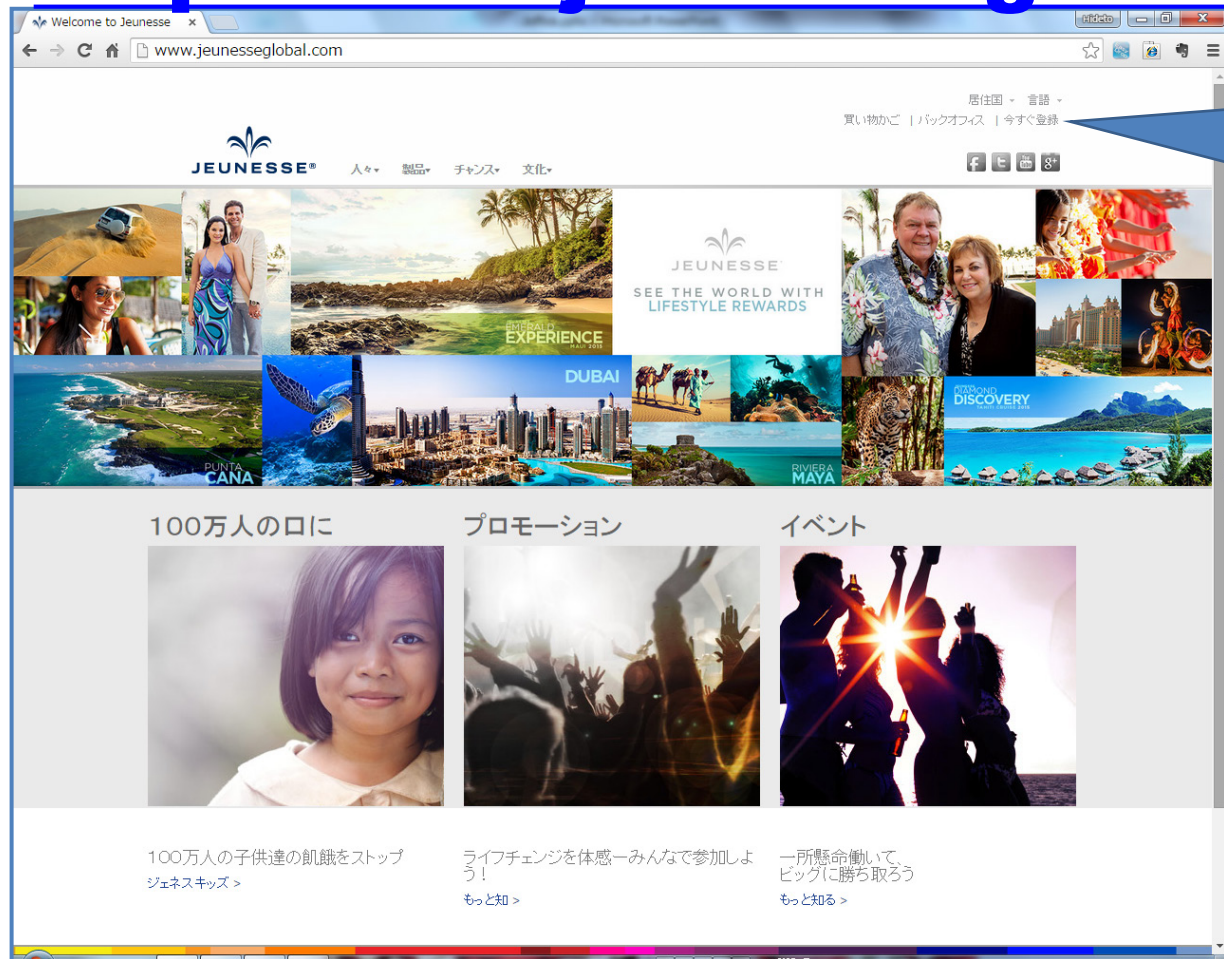 Welcome to Jeunesse
Hideto
www.jeunesseglobal.com
居住国 言語
買い物かご | バックオフィス | 今すぐ登録
JEUNESSE®
人々 製品 チャンス 文化
JEUNESSE
SEE THE WORLD WITH
LIFESTYLE REWARDS
EMERALD
EXPERIENCE
MAUI 2015
DUBAI
DIAMOND
DISCOVERY
TAHITI CRUISE 2015
PUNTA
CANA
RIVIERA
MAYA
100万人の口に
プロモーション
イベント
100万人の子供達の飢餓をストップ
ジェネスキッズ >
ライフチェンジを体感ーみんなで参加しよ
う!
もっと知 >
一所懸命働いて、
ビッグに勝ち取ろう
もっと知る >